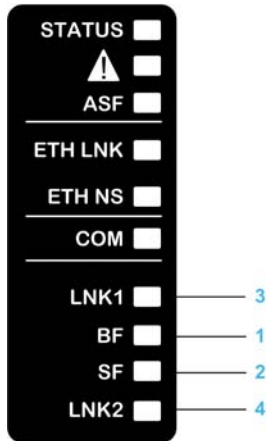 STATUS
ASF
ETH LNK
ETH NS
COM
LNK1 3
BF 1
SF 2
LNK2 4